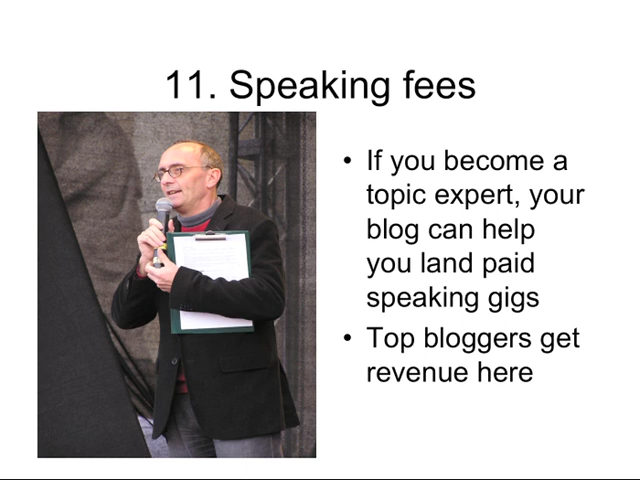 11. Speaking fees
• If you become a
topic expert, your
blog can help
you land paid
speaking gigs
• Top bloggers get
revenue here